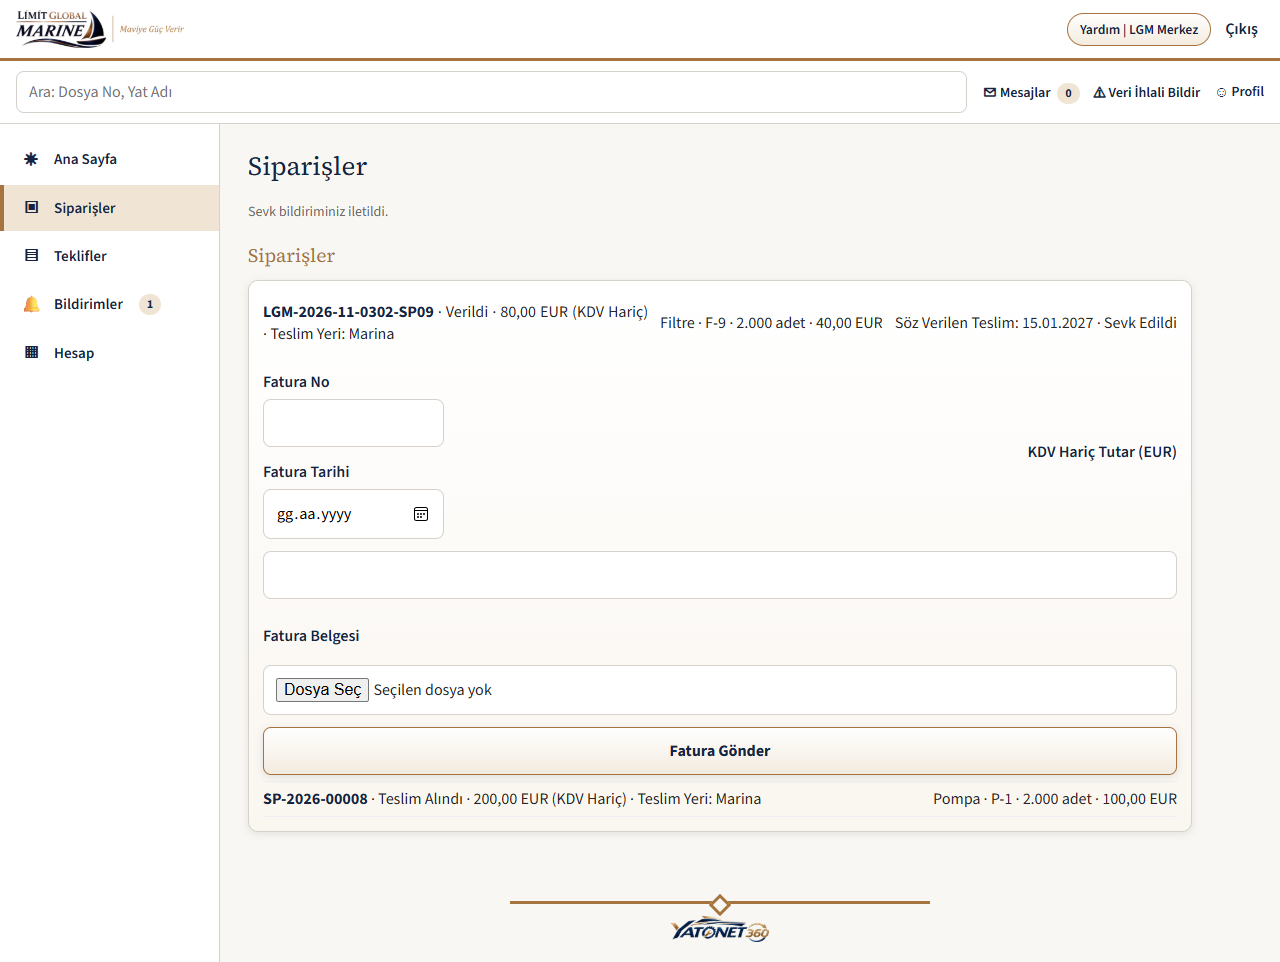 LİMİT GLOBAL
MARINE
Maviye Güç Verir
Yardım | LGM Merkez
Çıkış
Ara: Dosya No, Yat Adı
Mesajlar 0
Veri İhlali Bildir
Profil
Ana Sayfa
Siparişler
Teklifler
Bildirimler 1
Hesap
Siparişler
Sevk bildiriminiz iletildi.
Siparişler
LGM-2026-11-0302-SP09 · Verildi · 80,00 EUR (KDV Hariç)
· Teslim Yeri: Marina
Filtre · F-9 · 2.000 adet · 40,00 EUR
Söz Verilen Teslim: 15.01.2027 · Sevk Edildi
Fatura No
KDV Hariç Tutar (EUR)
Fatura Tarihi
gg.aa.yyyy
Fatura Belgesi
Dosya Seç Seçilen dosya yok
Fatura Gönder
SP-2026-00008 · Teslim Alındı · 200,00 EUR (KDV Hariç) · Teslim Yeri: Marina
Pompa · P-1 · 2.000 adet · 100,00 EUR
YATONET360